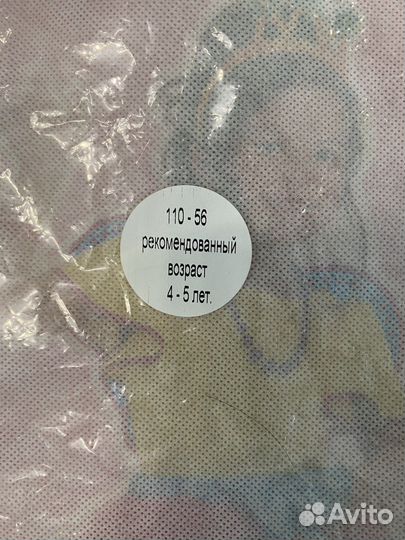 110 - 56
рекомендованный
возраст
4 - 5 лет.
Avito